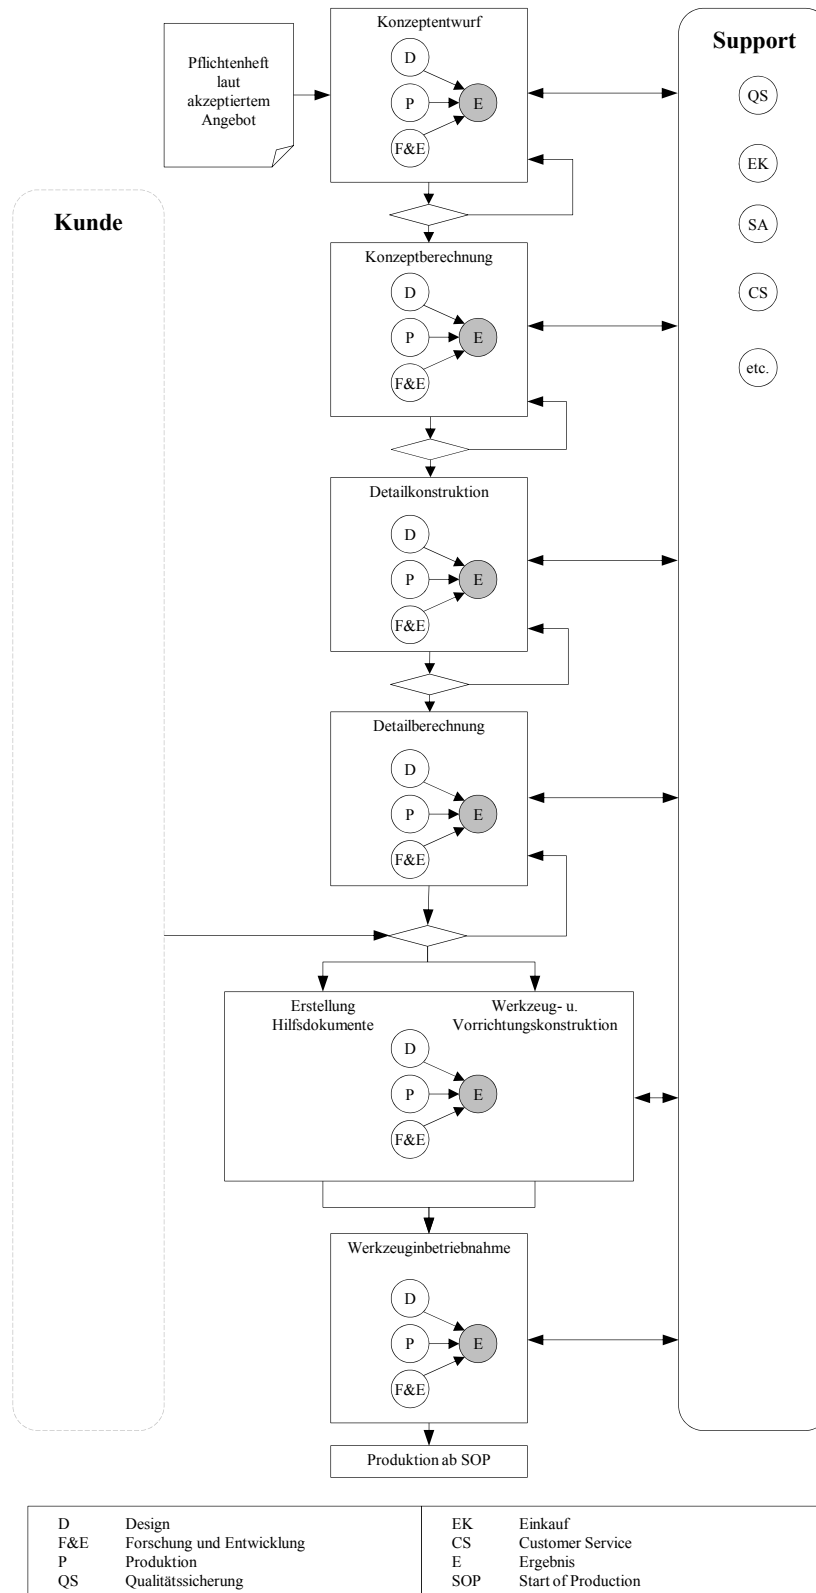 Konzeptentwurf
D
P
F&E
E
Pflichtenheft
laut
akzeptiertem
Angebot
Support
QS
EK
SA
CS
etc.
Kunde
Konzeptberechnung
D
P
F&E
E
Detailkonstruktion
D
P
F&E
E
Detailberechnung
D
P
F&E
E
Erstellung
Hilfsdokumente
Werkzeug- u.
Vorrichtungskonstruktion
D
P
F&E
E
Werkzeuginbetriebnahme
D
P
F&E
E
Produktion ab SOP
D Design
F&E Forschung und Entwicklung
P Produktion
QS Qualitätssicherung
EK Einkauf
CS Customer Service
E Ergebnis
SOP Start of Production